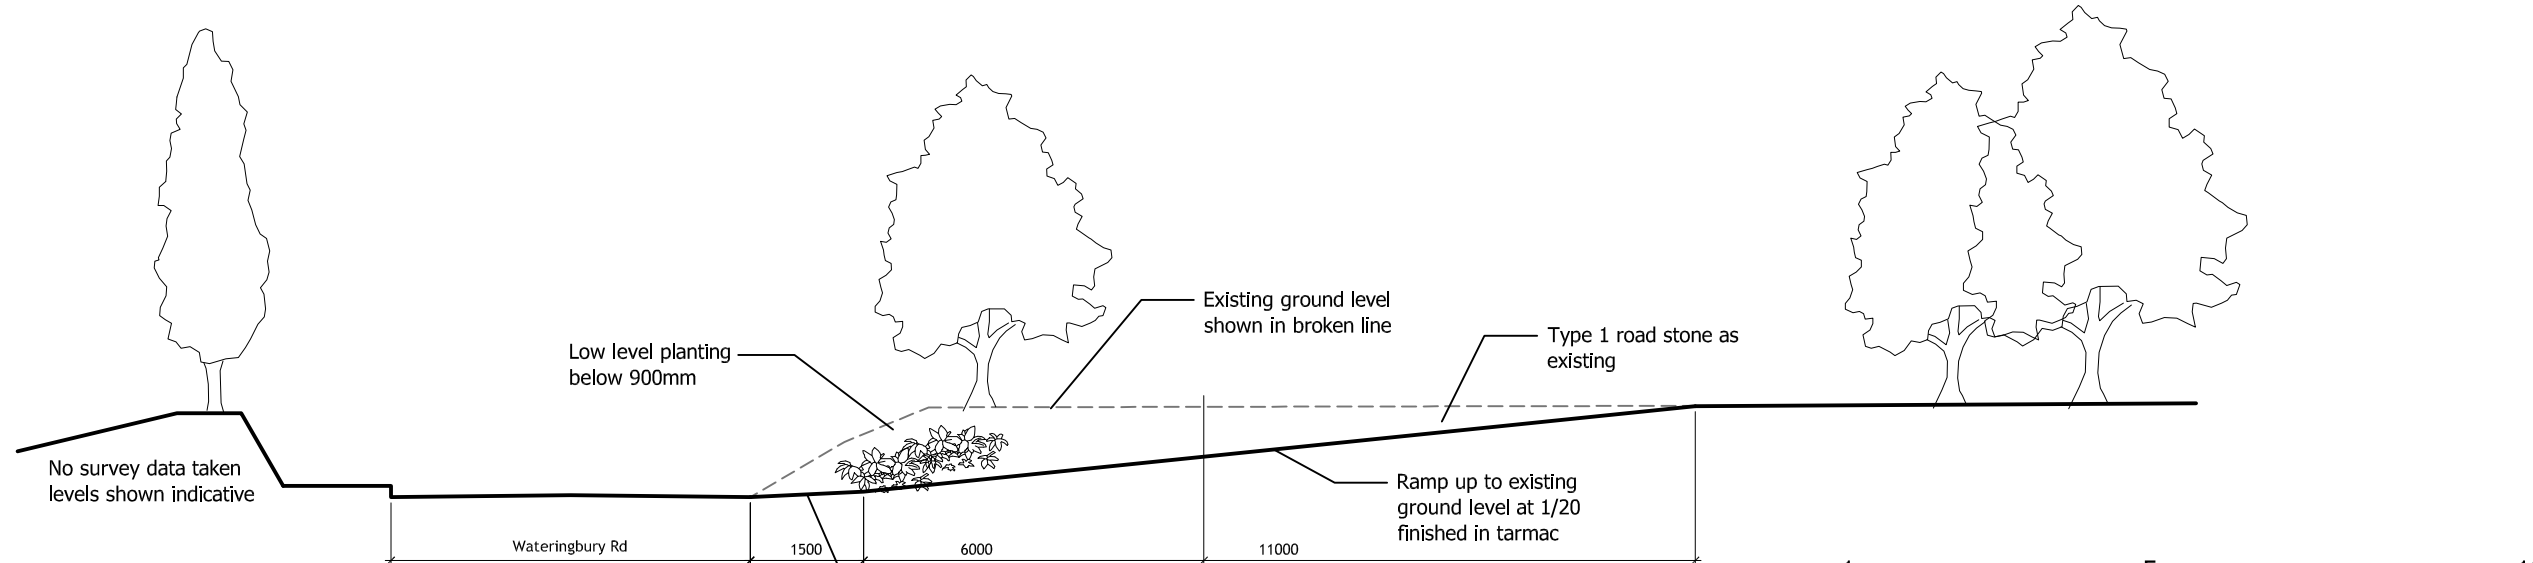 Existing ground level
shown in broken line
Type 1 road stone as
existing
Low level planting
below 900mm
No survey data taken
levels shown indicative
Ramp up to existing
ground level at 1/20
finished in tarmac
Wateringbury Rd
1500
6000
11000